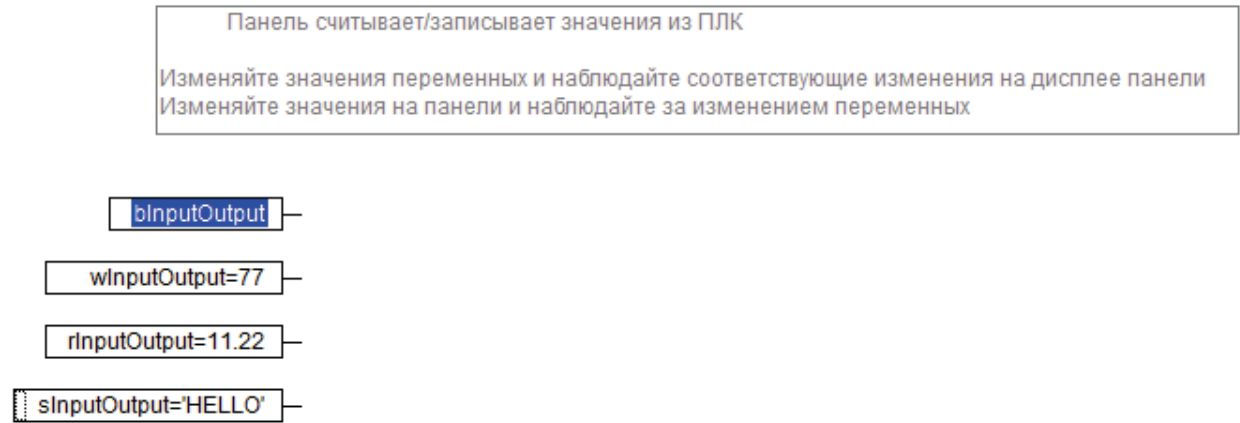 Панель считывает/записывает значения из ПЛК
Изменяйте значения переменных и наблюдайте соответствующие изменения на дисплее панели
Изменяйте значения на панели и наблюдайте за изменением переменных
bInputOutput
wInputOutput=77
rInputOutput=11.22
sInputOutput='HELLO'